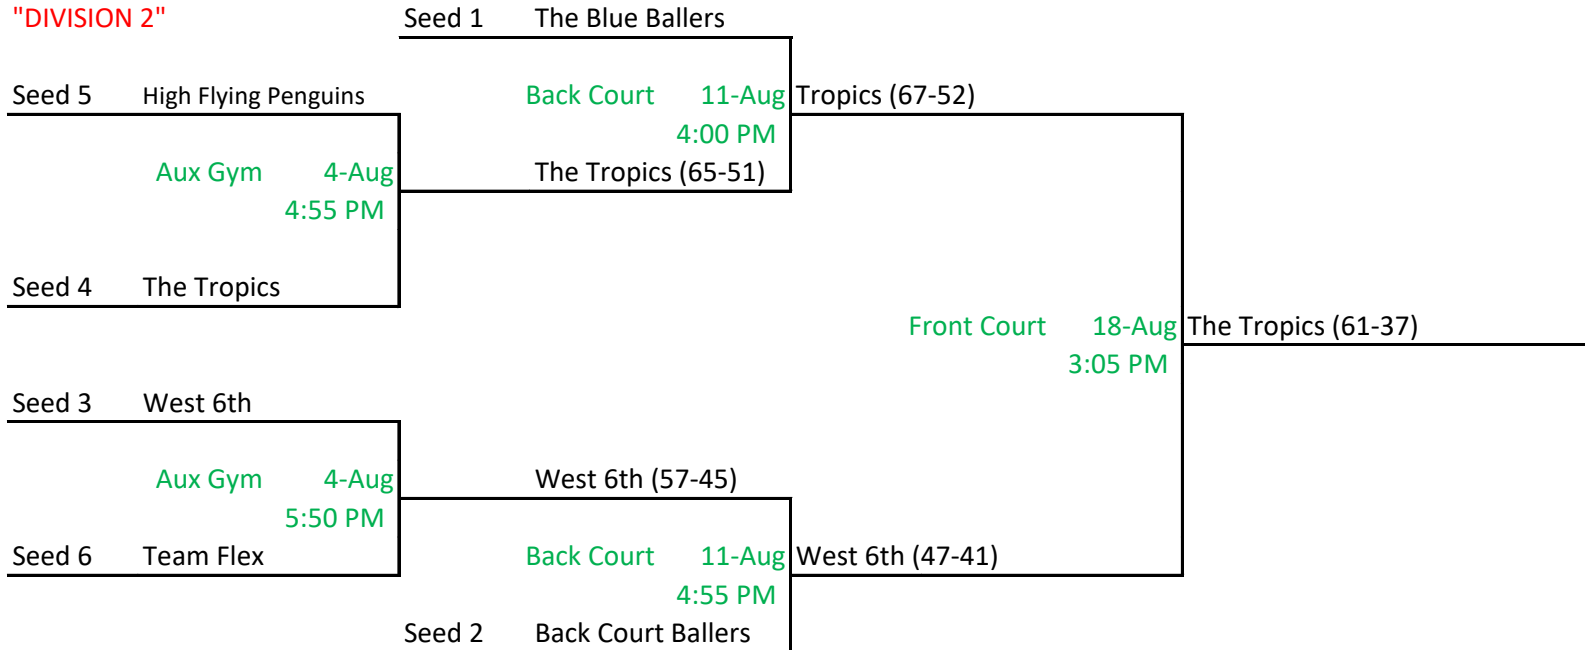 "DIVISION 2" Seed 1 The Blue Ballers
Seed 5 High Flying Penguins Back Court 11-Aug Tropics (67-52)
4:00 PM
Aux Gym 4-Aug The Tropics (65-51)
4:55 PM
Seed 4 The Tropics
Front Court 18-Aug The Tropics (61-37)
3:05 PM
Seed 3 West 6th
Aux Gym 4-Aug West 6th (57-45)
5:50 PM
Seed 6 Team Flex Back Court 11-Aug West 6th (47-41)
4:55 PM
Seed 2 Back Court Ballers